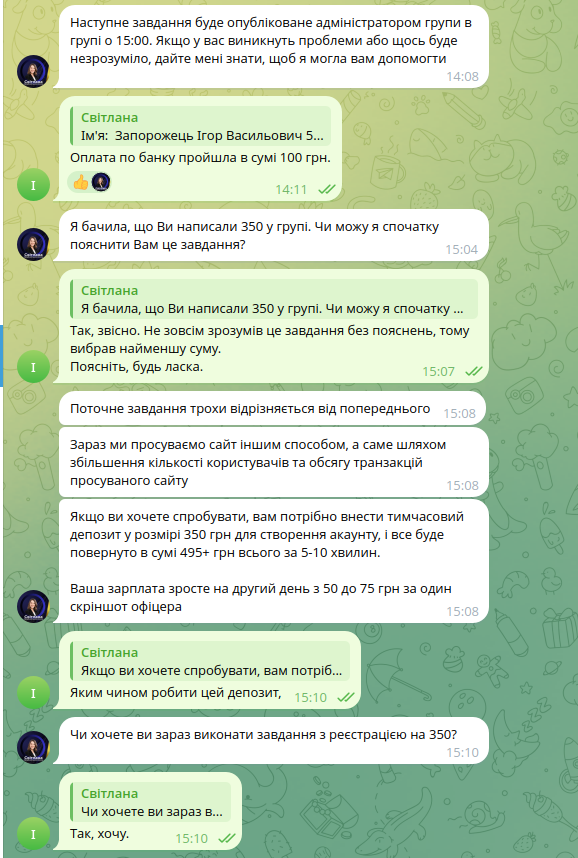 Наступне завдання буде опубліковане адміністратором групи в
групі о 15:00. Якщо у вас виникнуть проблеми або щось буде
незрозуміло, дайте мені знати, щоб я могла вам допомогти
14:08
Світлана
Ім'я: Запорожець Ігор Васильович 5...
Оплата по банку пройшла в сумі 100 грн.
14:11
І
Я бачила, що Ви написали 350 у групі. Чи можу я спочатку
пояснити Вам це завдання?
15:04
Світлана
Я бачила, що Ви написали 350 у групі. Чи можу я спочатку ...
Так, звісно. Не зовсім зрозумів це завдання без пояснень, тому
вибрав найменшу суму.
Поясніть, будь ласка.
15:07
І
Поточне завдання трохи відрізняється від попереднього
15:08
Зараз ми просуваємо сайт іншим способом, а саме шляхом
збільшення кількості користувачів та обсягу транзакцій
просуваного сайту
15:08
Якщо ви хочете спробувати, вам потрібно внести тимчасовий
депозит у розмірі 350 грн для створення акаунту, і все буде
повернуто в сумі 495+ грн всього за 5-10 хвилин.
Ваша зарплата зросте на другий день з 50 до 75 грн за один
скріншот офіцера
15:08
Світлана
Якщо ви хочете спробувати, вам потріб...
Яким чином робити цей депозит,
15:10
І
Чи хочете ви зараз виконати завдання з реєстрацією на 350?
15:10
Світлана
Чи хочете ви зараз в...
Так, хочу.
15:10
І